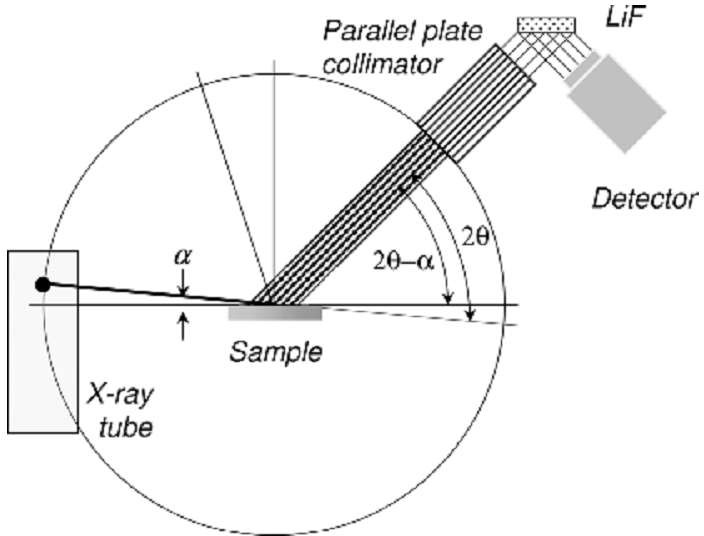 LiF
Parallel plate
collimator
Detector
α
2θ
2θ–α
Sample
X-ray
tube